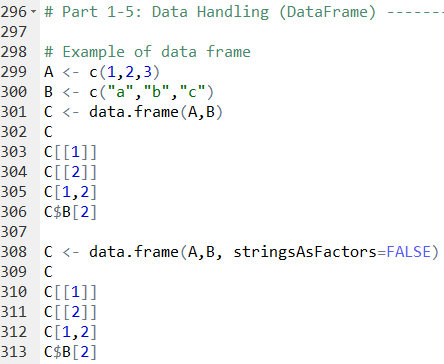 296 # Part 1-5: Data Handling (DataFrame) ------
297
298 # Example of data frame
299 A <- c(1,2,3)
300 B <- c("a","b","c")
301 C <- data.frame(A,B)
302 C
303 C[[1]]
304 C[[2]]
305 C[1,2]
306 C$B[2]
307
308 C <- data.frame(A,B, stringsAsFactors=FALSE)
309 C
310 C[[1]]
311 C[[2]]
312 C[1,2]
313 C$B[2]